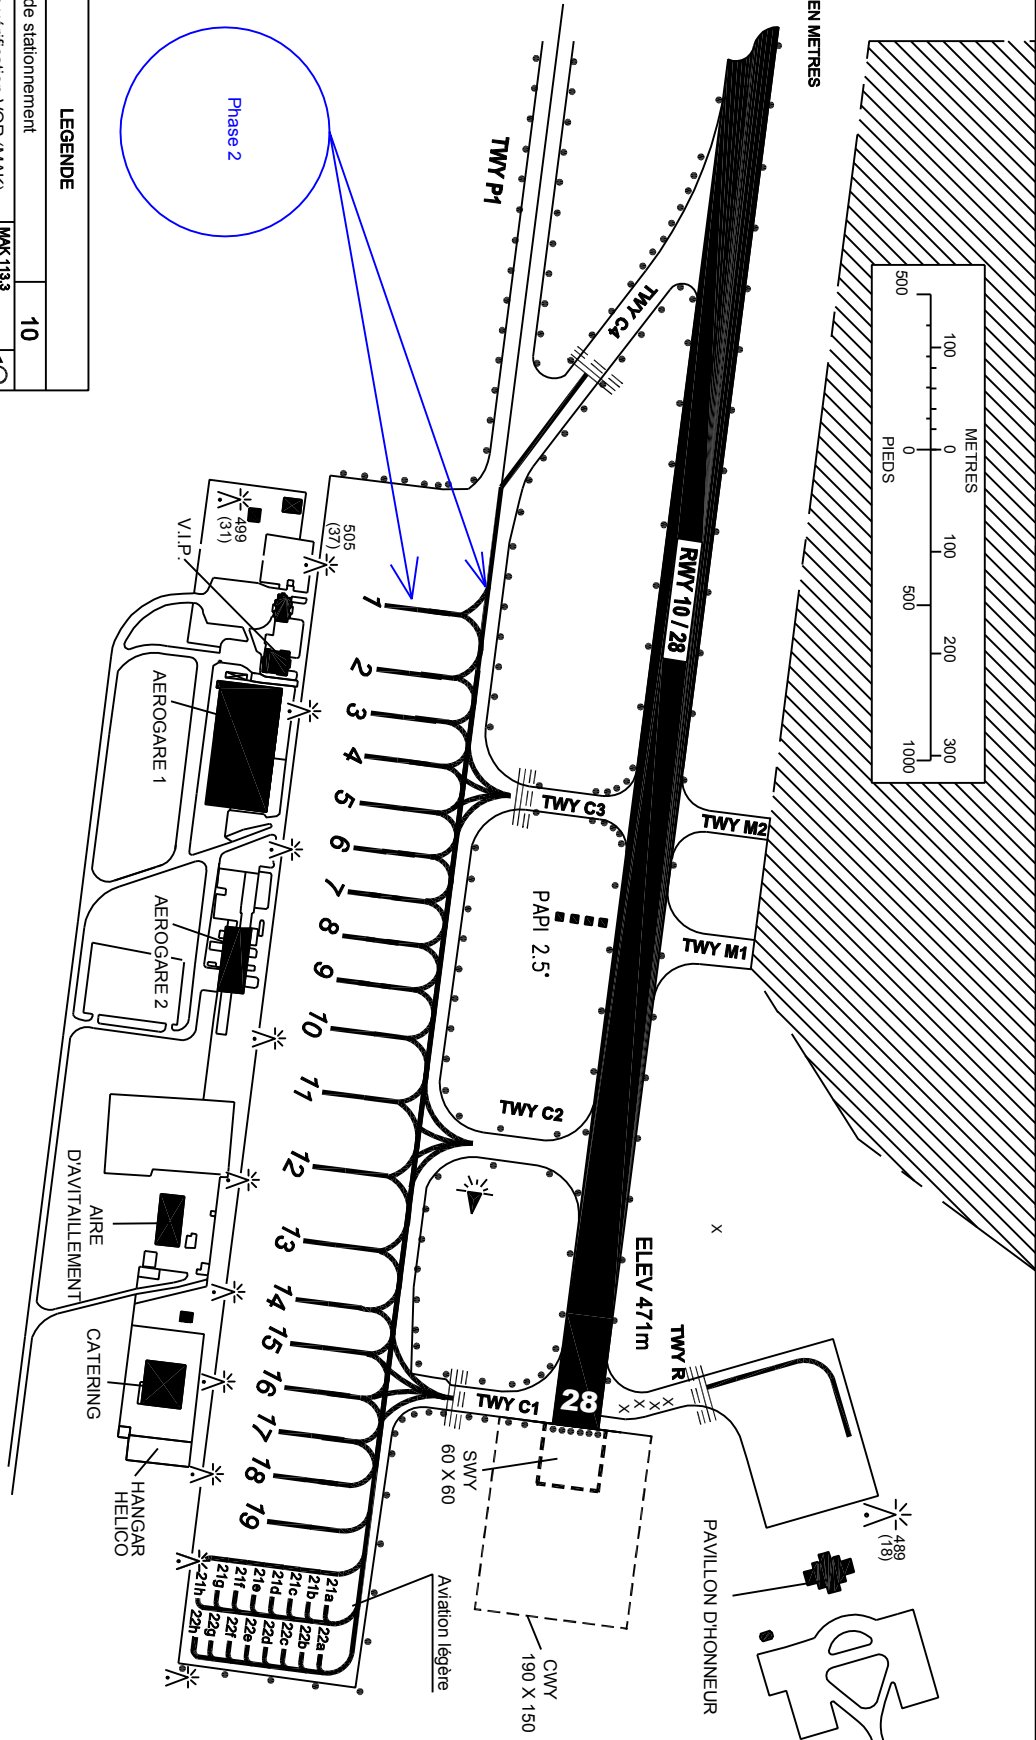 EN METRES
LEGENDE
de stationnement
10
MAK 113.3
Phase 2
TWY P1
TWY C4
METRES
100 0 100 200 300
500 0 500 1000
PIEDS
RWY 10 / 28
TWY C3
TWY M2
TWY M1
PAPI 2.5°
TWY C2
ELEV 471m
TWY R
28
TWY C1
SWY
60 X 60
CWY
190 X 150
x
x
x
x
x
489
(18)
PAVILLON D'HONNEUR
499
(31)
505
(37)
V.I.P.
AEROGARE 1
AEROGARE 2
AIRE
D'AVITAILLEMENT
CATERING
HANGAR
HELICO
1
2
3
4
5
6
7
8
9
10
11
12
13
14
15
16
17
18
19
21a
21b
21c
21d
21e
21f
21g
21h
22a
22b
22c
22d
22e
22f
22g
22h
Aviation légère